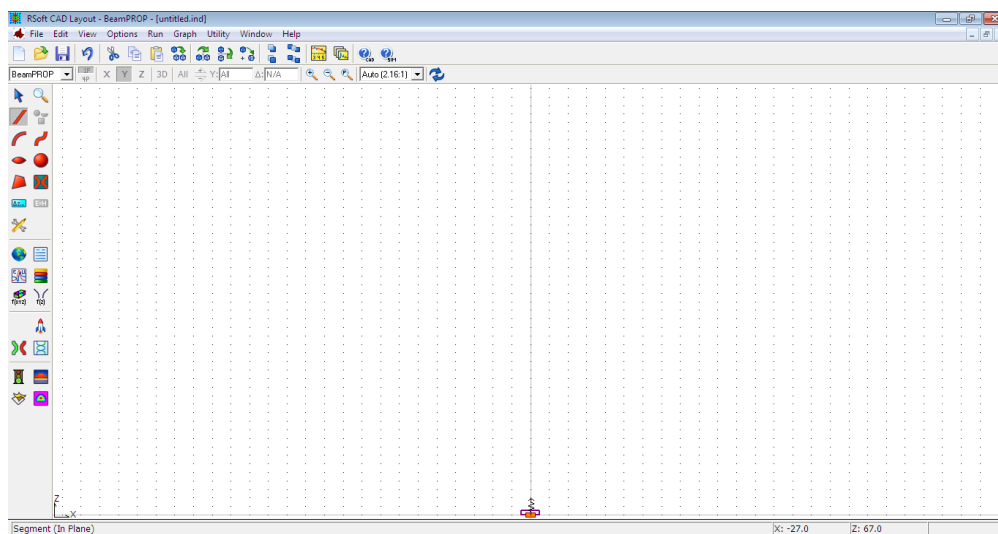 RSoft CAD Layout - BeamPROP - [untitled.ind]
File Edit View Options Run Graph Utility Window Help
BeamPROP X Y Z 3D All Y: All Δ: N/A Auto (2.16:1)
Z
X
Segment (In Plane) X: -27.0 Z: 67.0